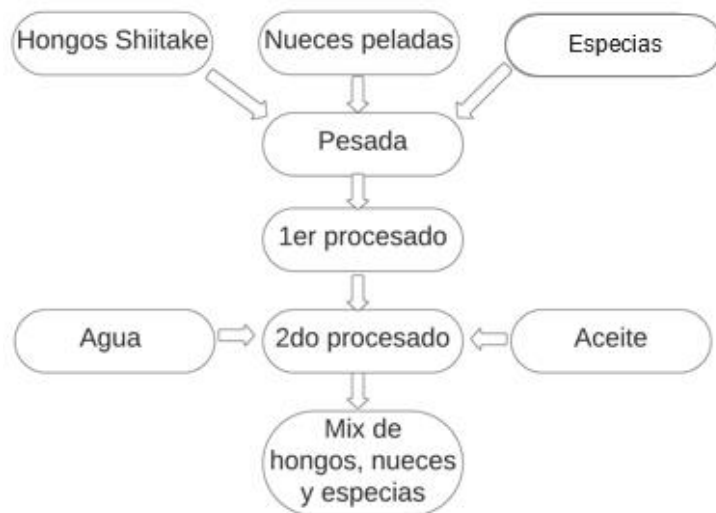 Hongos Shiitake
Nueces peladas
Especias
Pesada
1er procesado
Agua
2do procesado
Aceite
Mix de
hongos, nueces
y especias